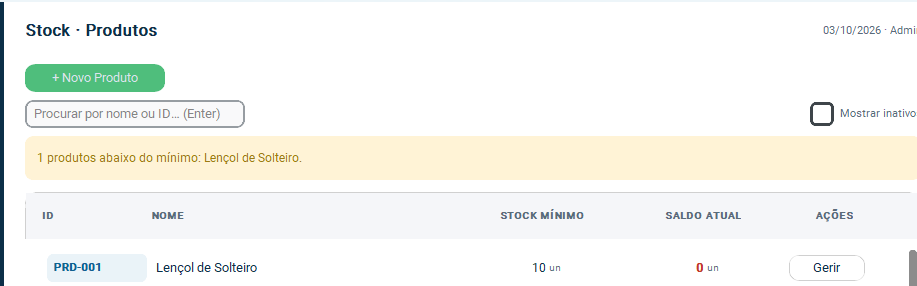 Stock · Produtos
03/10/2026 · Admi
+ Novo Produto
Procurar por nome ou ID... (Enter)
Mostrar inativo
1 produtos abaixo do mínimo: Lençol de Solteiro.
ID NOME STOCK MÍNIMO SALDO ATUAL AÇÕES
PRD-001 Lençol de Solteiro 10 un 0 un Gerir